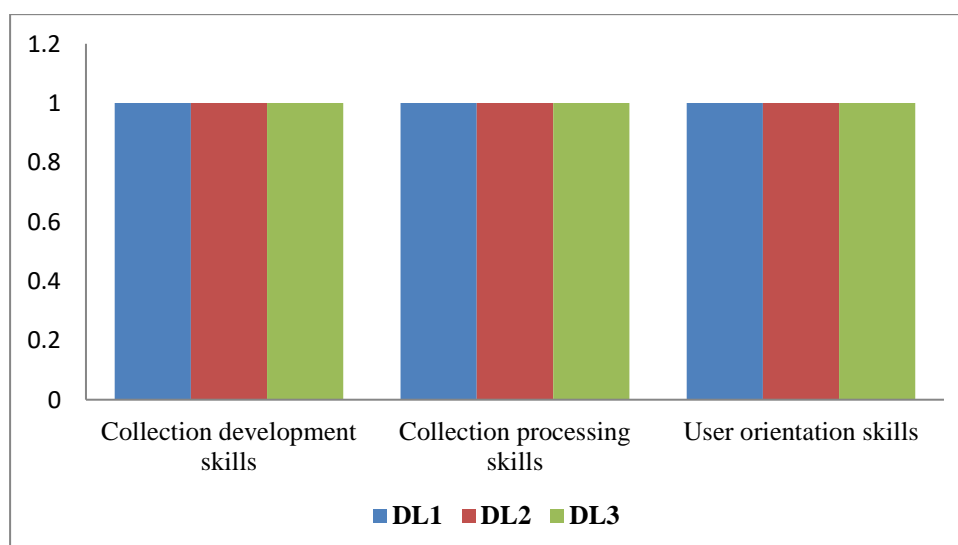 1.2
1
0.8
0.6
0.4
0.2
0
Collection development
skills
Collection processing
skills
User orientation skills
DL1 DL2 DL3